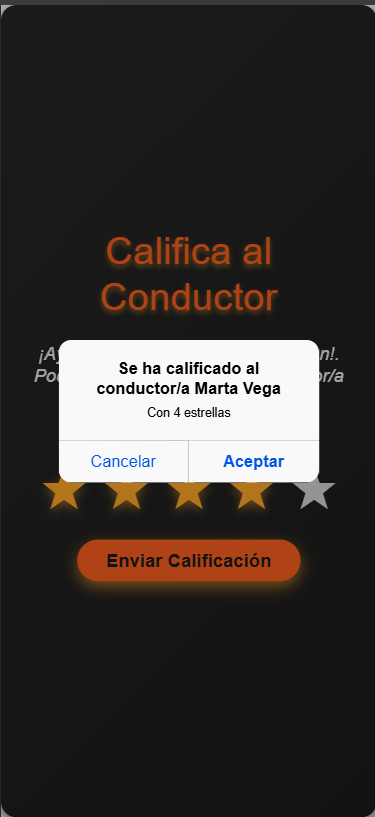 Califica al
Conductor
¡Ay n!.
Po or/a
Se ha calificado al
conductor/a Marta Vega
Con 4 estrellas
Cancelar
Aceptar
Enviar Calificación